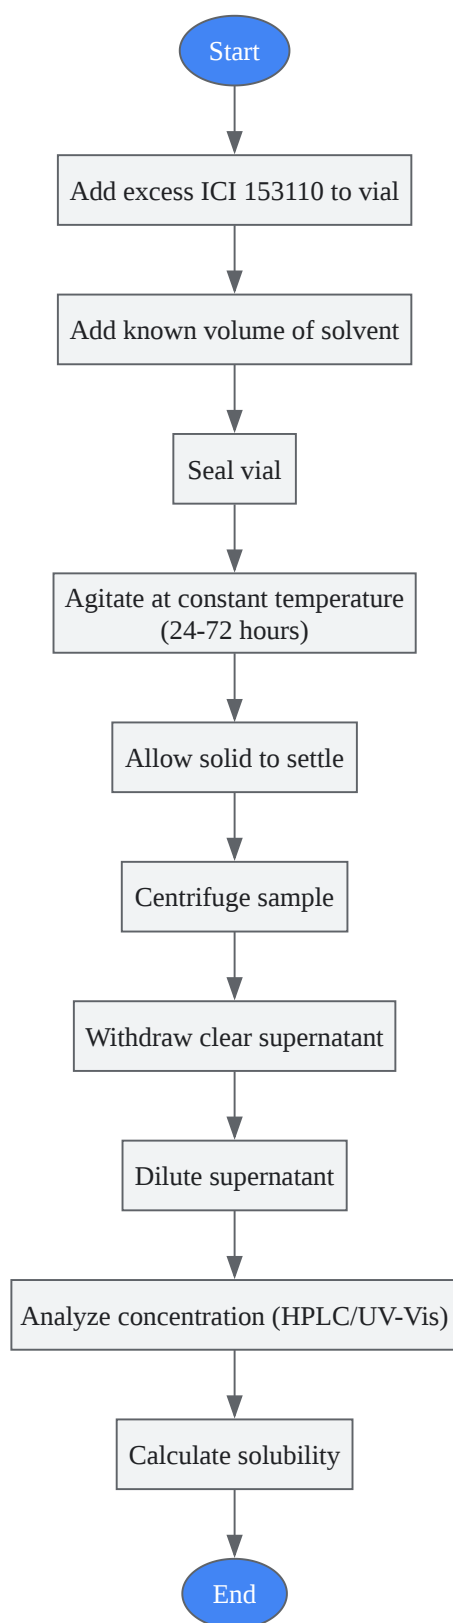 Start
Add excess ICI 153110 to vial
Add known volume of solvent
Seal vial
Agitate at constant temperature
(24-72 hours)
Allow solid to settle
Centrifuge sample
Withdraw clear supernatant
Dilute supernatant
Analyze concentration (HPLC/UV-Vis)
Calculate solubility
End